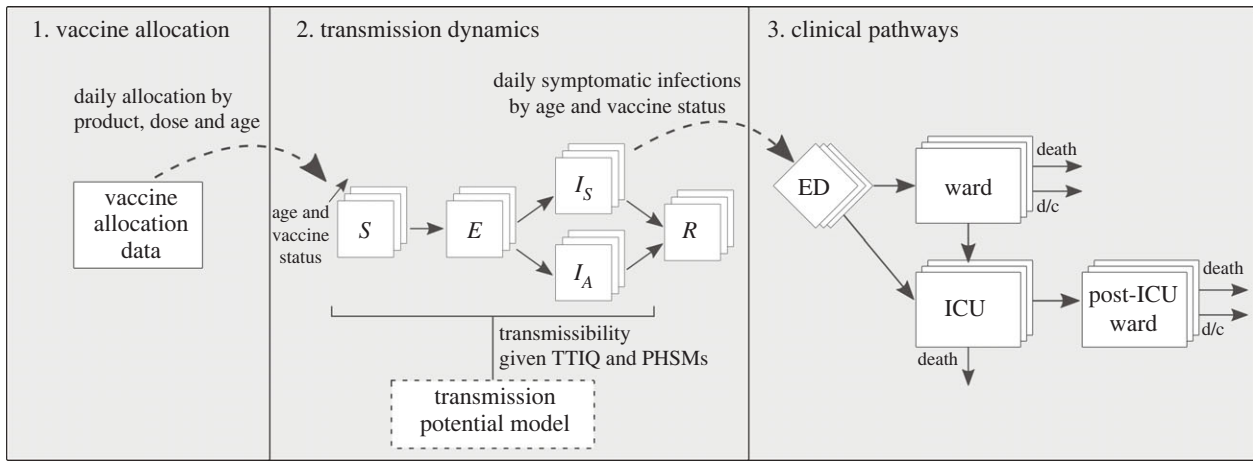 1. vaccine allocation
daily allocation by
product, dose and age
vaccine
allocation
data
2. transmission dynamics
daily symptomatic infections
by age and vaccine status
age and
vaccine
status
S
E
I_S
I_A
R
transmissibility
given TTIQ and PHSMs
transmission
potential model
3. clinical pathways
ED
ward
death
d/c
ICU
death
post-ICU
ward
death
d/c